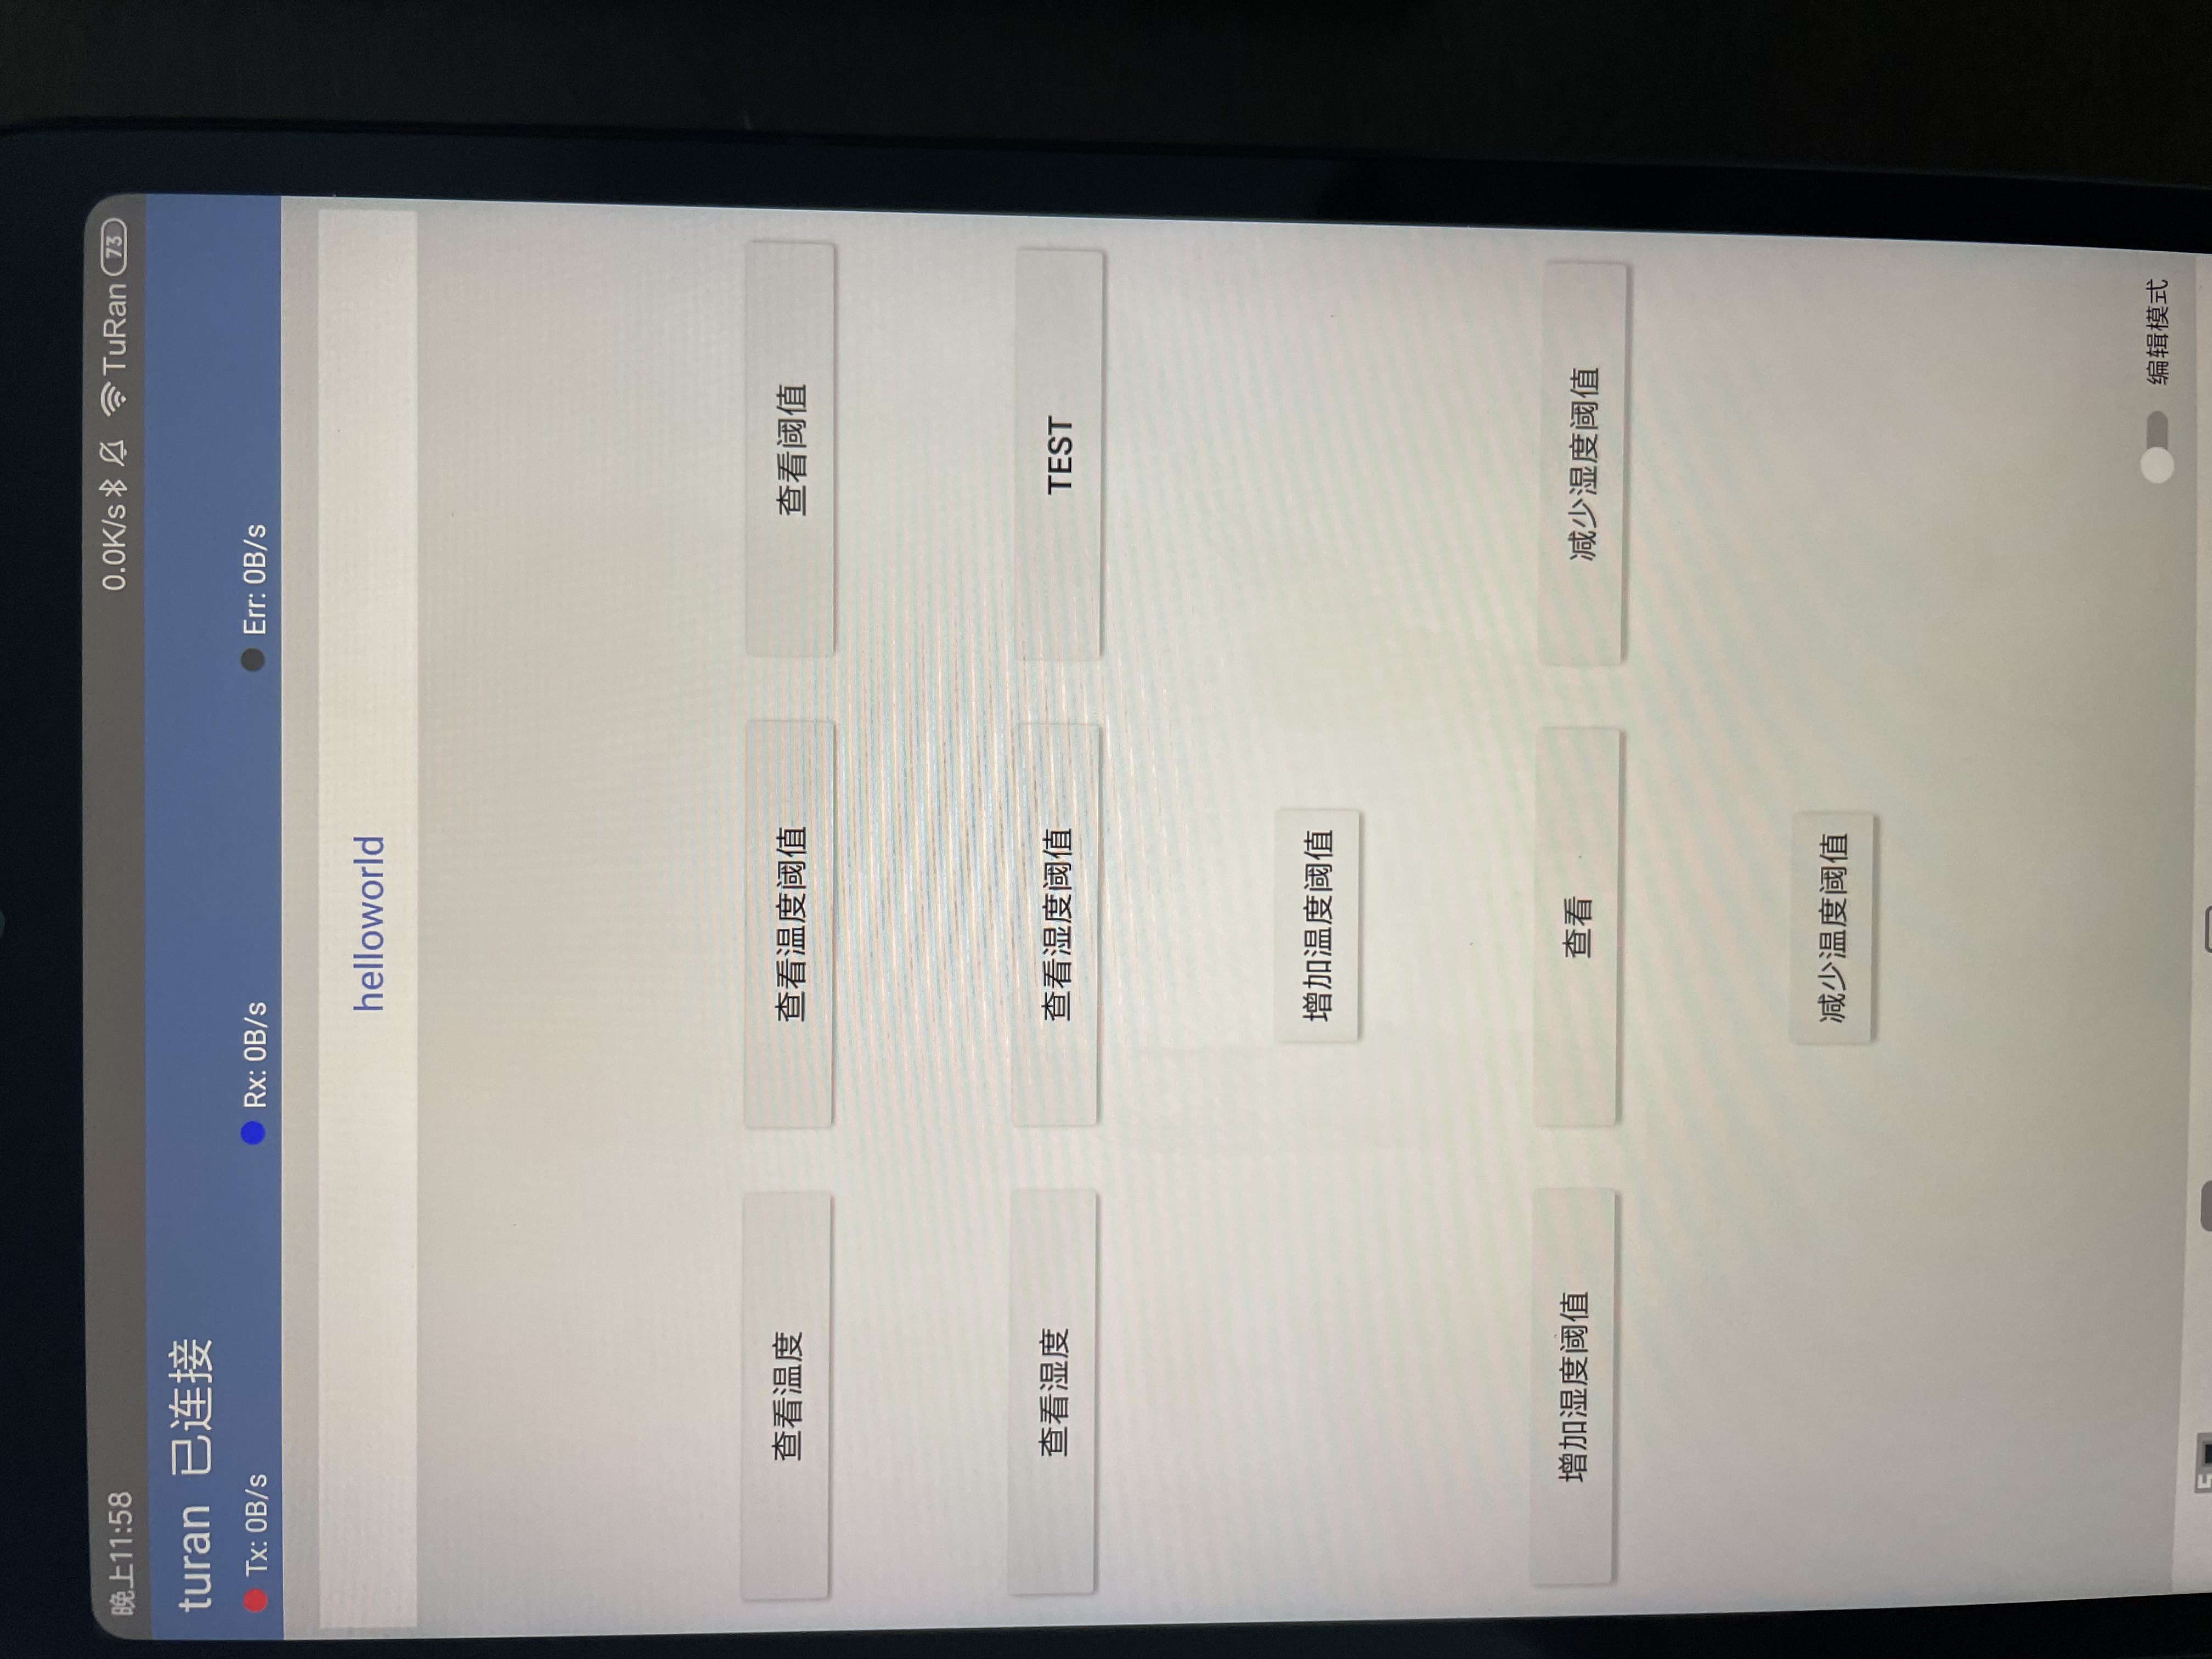 晚上11:58 0.0K/s TuRan 73
turan 已连接
Tx: 0B/s Rx: 0B/s Err: 0B/s
helloworld
查看温度 查看温度阈值 查看阈值
查看湿度 查看湿度阈值 TEST
增加温度阈值
增加湿度阈值 查看 减少湿度阈值
减少温度阈值
编辑模式